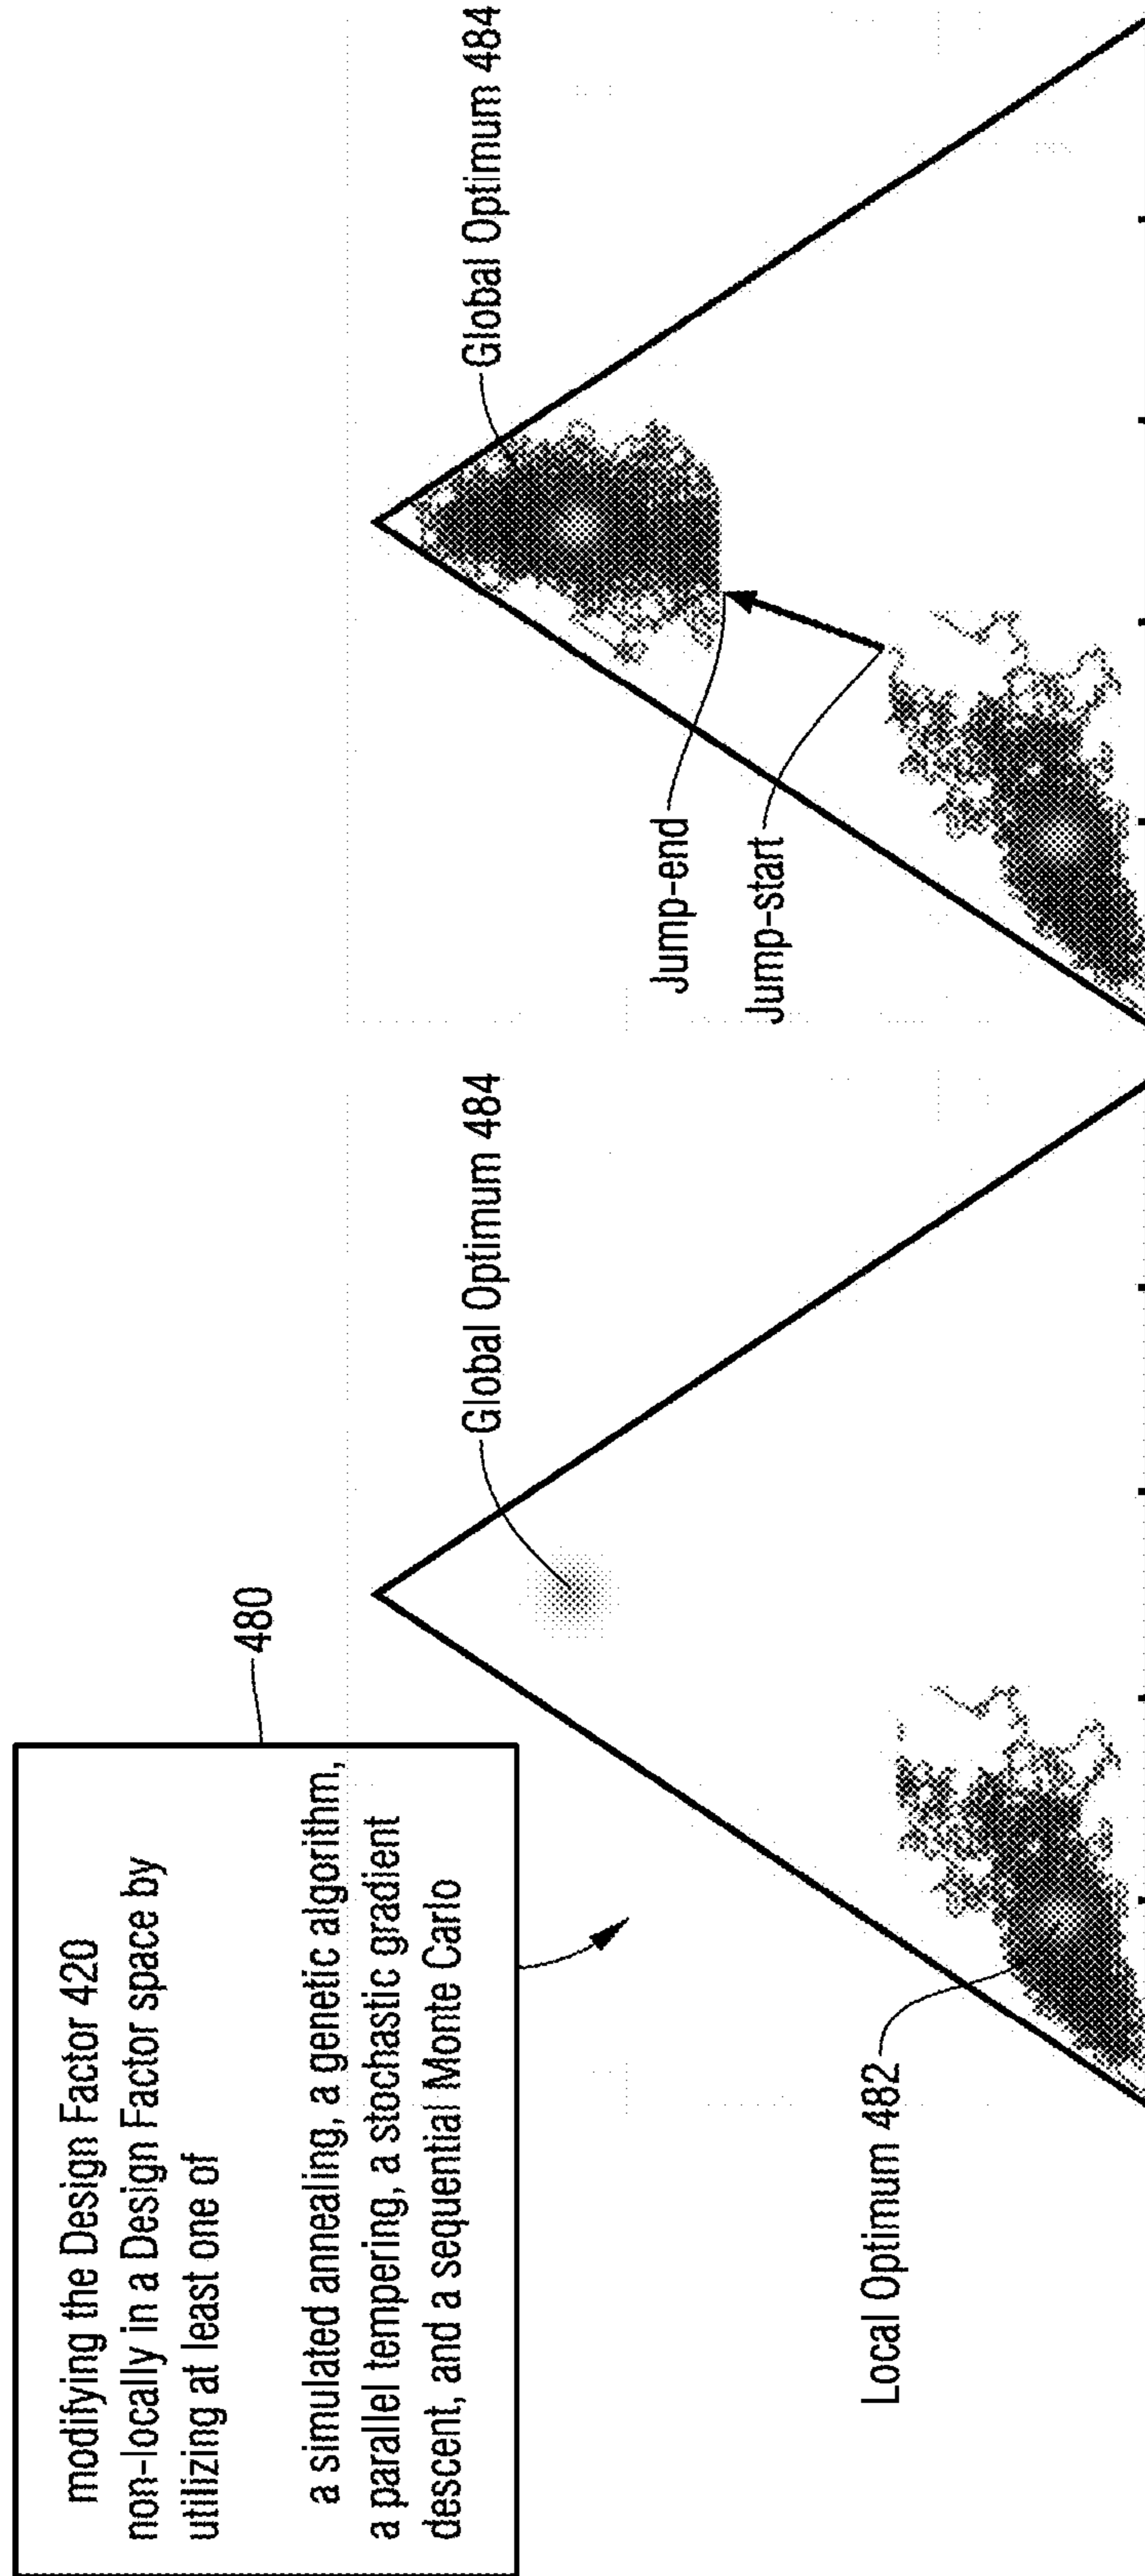 modifying the Design Factor 420
non-locally in a Design Factor space by
utilizing at least one of
a simulated annealing, a genetic algorithm,
a parallel tempering, a stochastic gradient
descent, and a sequential Monte Carlo
480
Local Optimum 482
Global Optimum 484
Jump-end
Jump-start
Global Optimum 484